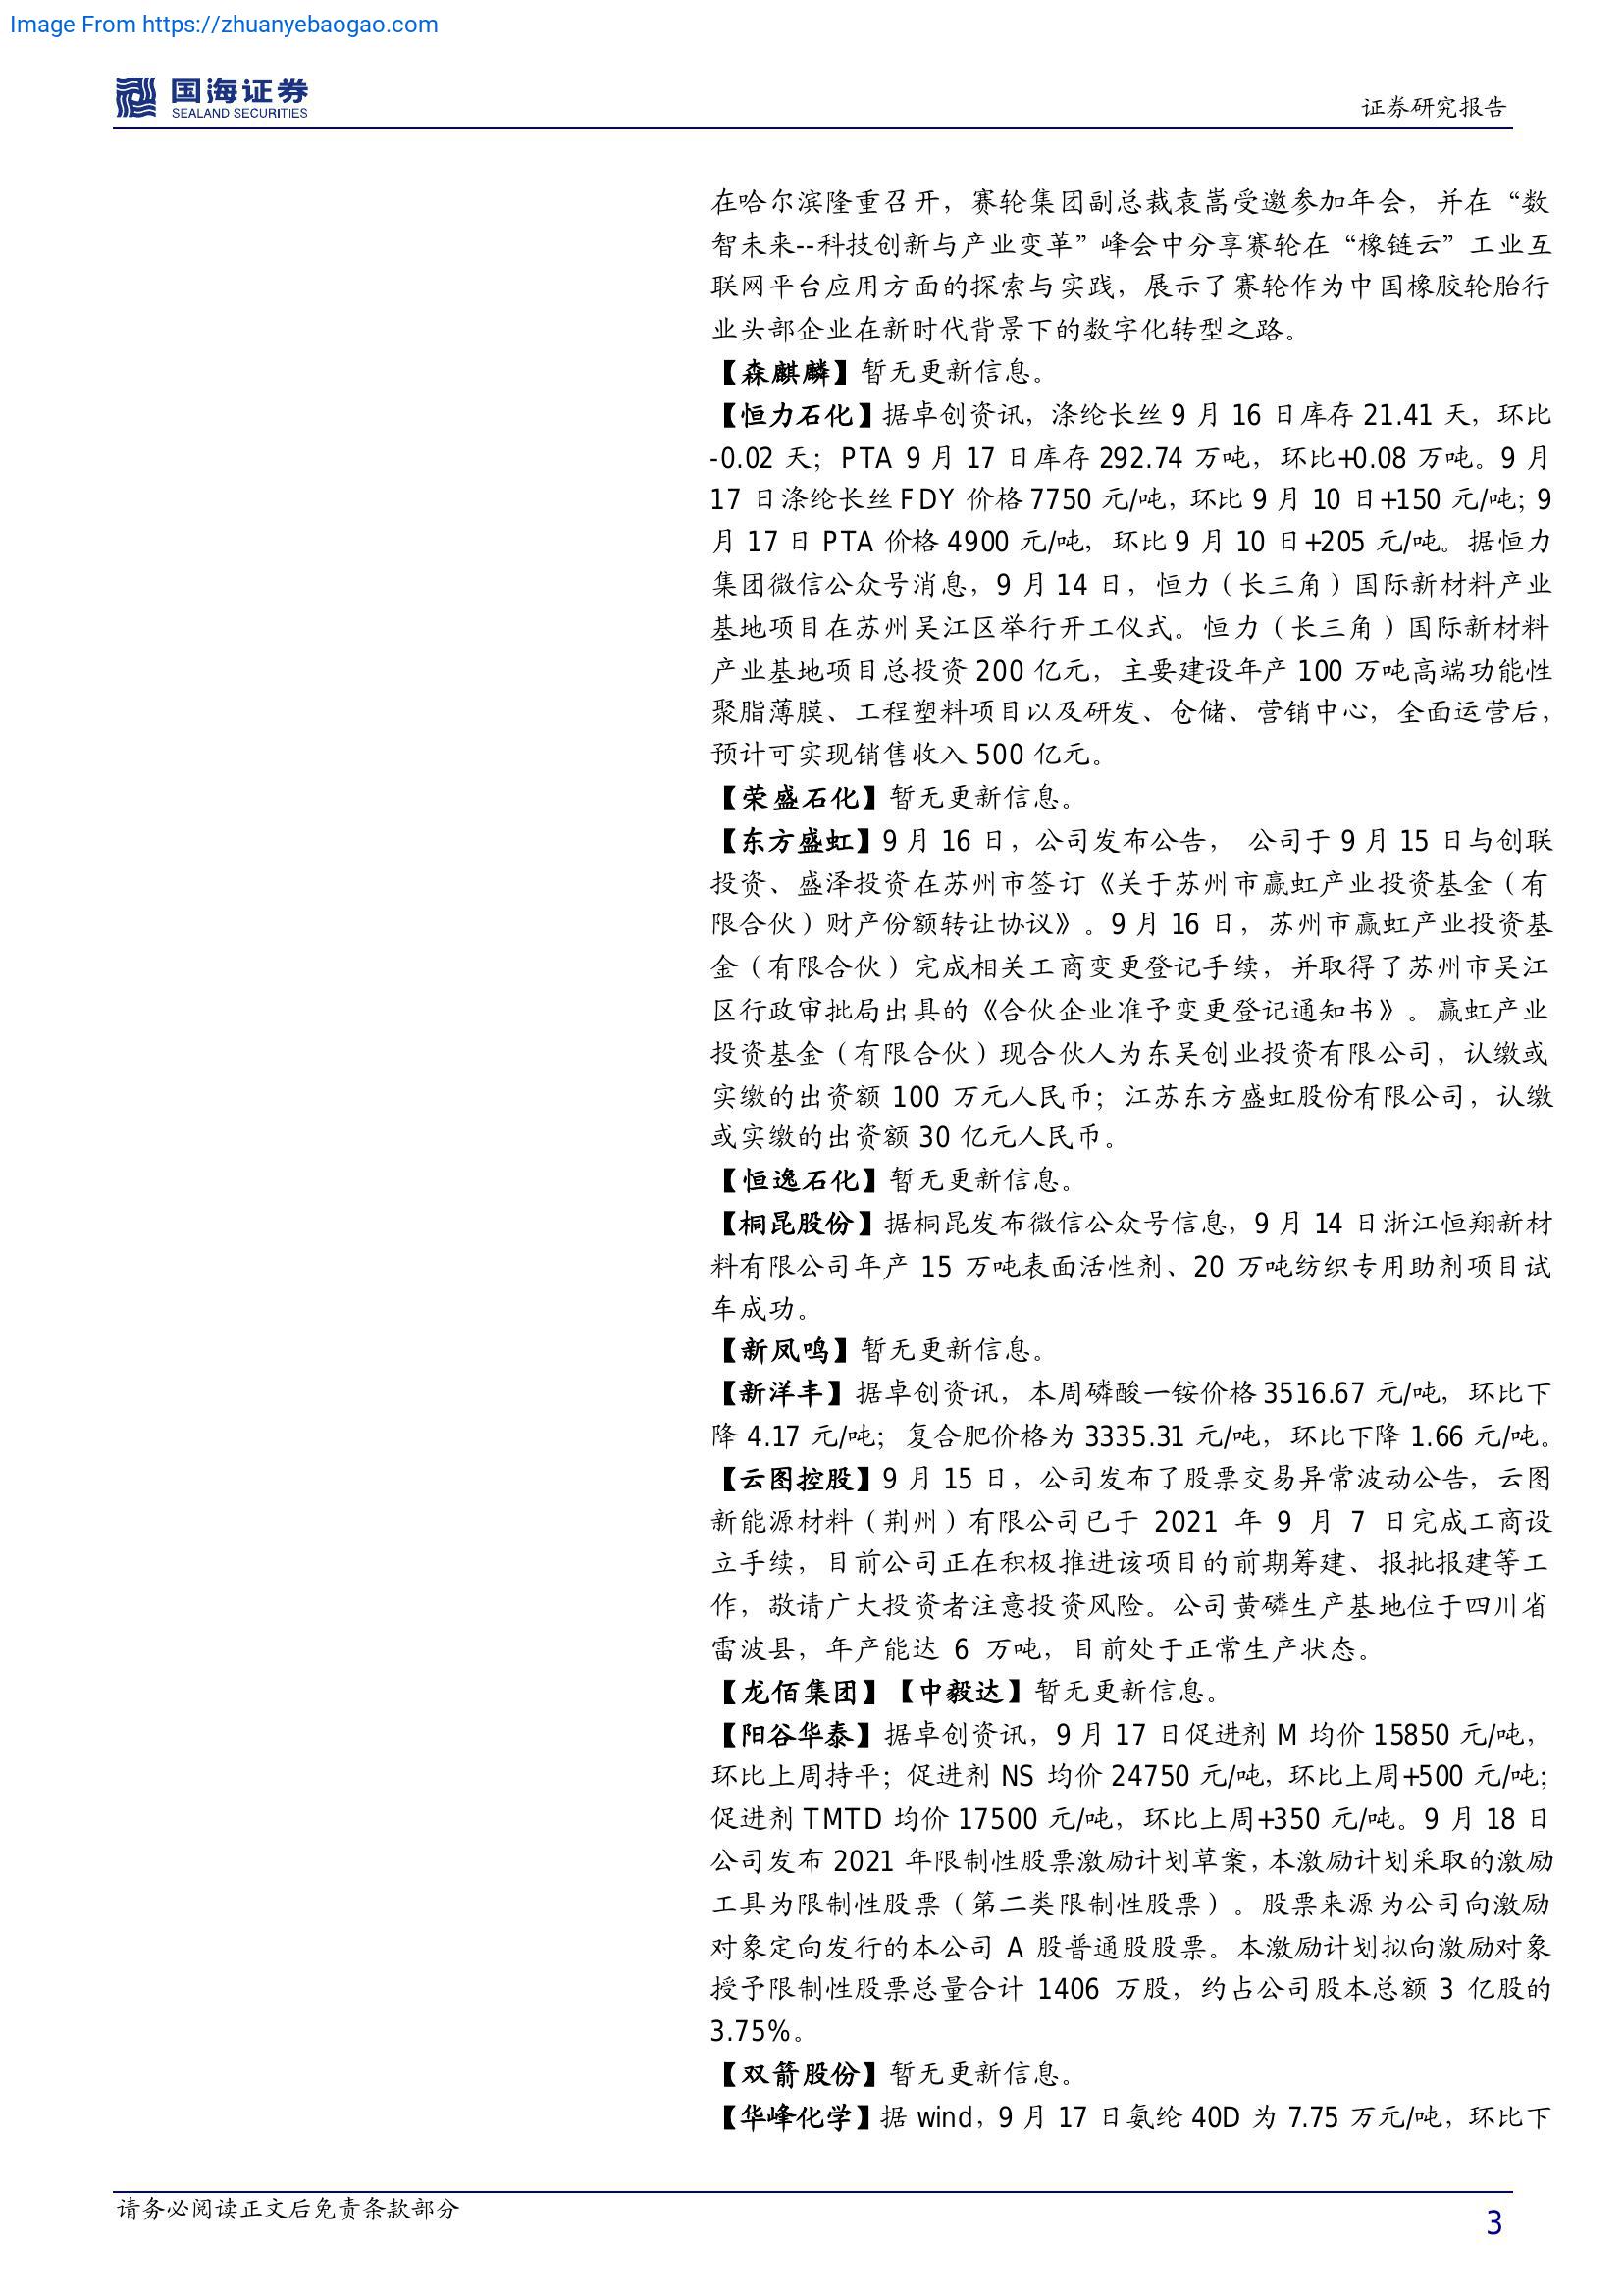 Image From https://zhuanyebaogao.com
国海证券
SEALAND SECURITIES
证券研究报告
在哈尔滨隆重召开，赛轮集团副总裁袁嵩受邀参加年会，并在“数
智未来--科技创新与产业变革”峰会中分享赛轮在“橡链云”工业互
联网平台应用方面的探索与实践，展示了赛轮作为中国橡胶轮胎行
业头部企业在新时代背景下的数字化转型之路。
【森麒麟】暂无更新信息。
【恒力石化】据卓创资讯，涤纶长丝 9 月 16 日库存 21.41 天，环比
-0.02 天；PTA 9 月 17 日库存 292.74 万吨，环比+0.08 万吨。9 月
17 日涤纶长丝 FDY 价格 7750 元/吨，环比 9 月 10 日+150 元/吨；9
月 17 日 PTA 价格 4900 元/吨，环比 9 月 10 日+205 元/吨。据恒力
集团微信公众号消息，9 月 14 日，恒力（长三角）国际新材料产业
基地项目在苏州吴江区举行开工仪式。恒力（长三角）国际新材料
产业基地项目总投资 200 亿元，主要建设年产 100 万吨高端功能性
聚脂薄膜、工程塑料项目以及研发、仓储、营销中心，全面运营后，
预计可实现销售收入 500 亿元。
【荣盛石化】暂无更新信息。
【东方盛虹】9 月 16 日，公司发布公告， 公司于 9 月 15 日与创联
投资、盛泽投资在苏州市签订《关于苏州市赢虹产业投资基金（有
限合伙）财产份额转让协议》。9 月 16 日，苏州市赢虹产业投资基
金（有限合伙）完成相关工商变更登记手续，并取得了苏州市吴江
区行政审批局出具的《合伙企业准予变更登记通知书》。赢虹产业
投资基金（有限合伙）现合伙人为东吴创业投资有限公司，认缴或
实缴的出资额 100 万元人民币；江苏东方盛虹股份有限公司，认缴
或实缴的出资额 30 亿元人民币。
【恒逸石化】暂无更新信息。
【桐昆股份】据桐昆发布微信公众号信息，9 月 14 日浙江恒翔新材
料有限公司年产 15 万吨表面活性剂、20 万吨纺织专用助剂项目试
车成功。
【新凤鸣】暂无更新信息。
【新洋丰】据卓创资讯，本周磷酸一铵价格 3516.67 元/吨，环比下
降 4.17 元/吨；复合肥价格为 3335.31 元/吨，环比下降 1.66 元/吨。
【云图控股】9 月 15 日，公司发布了股票交易异常波动公告，云图
新能源材料（荆州）有限公司已于 2021 年 9 月 7 日完成工商设
立手续，目前公司正在积极推进该项目的前期筹建、报批报建等工
作，敬请广大投资者注意投资风险。公司黄磷生产基地位于四川省
雷波县，年产能达 6 万吨，目前处于正常生产状态。
【龙佰集团】【中毅达】暂无更新信息。
【阳谷华泰】据卓创资讯，9 月 17 日促进剂 M 均价 15850 元/吨，
环比上周持平；促进剂 NS 均价 24750 元/吨，环比上周+500 元/吨；
促进剂 TMTD 均价 17500 元/吨，环比上周+350 元/吨。9 月 18 日
公司发布 2021 年限制性股票激励计划草案，本激励计划采取的激励
工具为限制性股票（第二类限制性股票）。股票来源为公司向激励
对象定向发行的本公司 A 股普通股股票。本激励计划拟向激励对象
授予限制性股票总量合计 1406 万股，约占公司股本总额 3 亿股的
3.75%。
【双箭股份】暂无更新信息。
【华峰化学】据 wind，9 月 17 日氨纶 40D 为 7.75 万元/吨，环比下
请务必阅读正文后免责条款部分
3